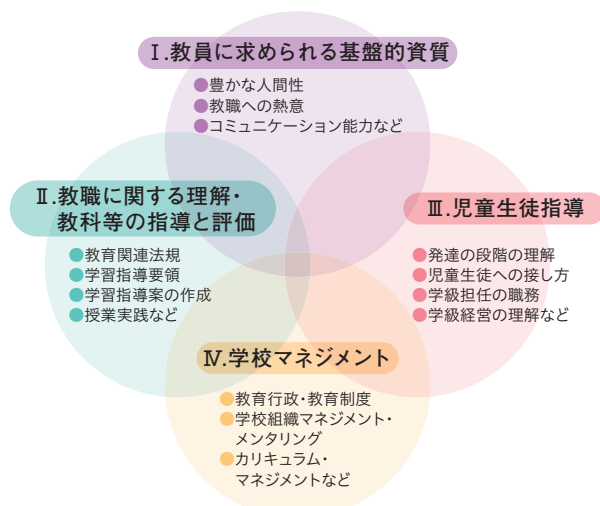 Ⅰ.教員に求められる基盤的資質
●豊かな人間性
●教職への熱意
●コミュニケーション能力など
Ⅱ.教職に関する理解・
教科等の指導と評価
●教育関連法規
●学習指導要領
●学習指導案の作成
●授業実践など
Ⅲ.児童生徒指導
●発達の段階の理解
●児童生徒への接し方
●学級担任の職務
●学級経営の理解など
Ⅳ.学校マネジメント
●教育行政・教育制度
●学校組織マネジメント・
メンタリング
●カリキュラム・
マネジメントなど